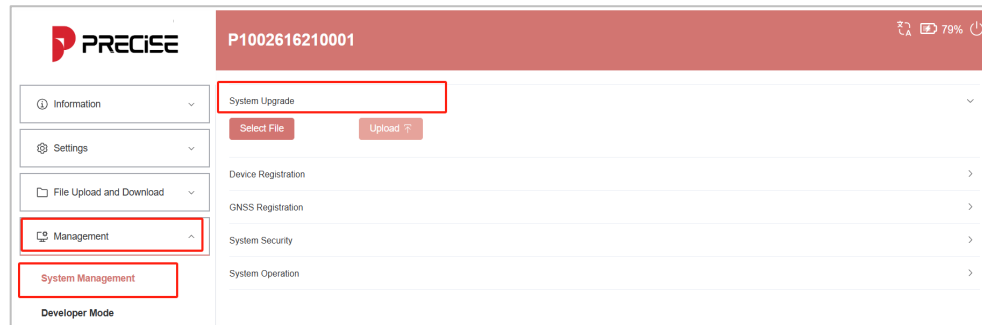 PRECISE
P1002616210001
79%
Information
Settings
File Upload and Download
Management
System Management
Developer Mode
System Upgrade
Select File
Upload
Device Registration
GNSS Registration
System Security
System Operation